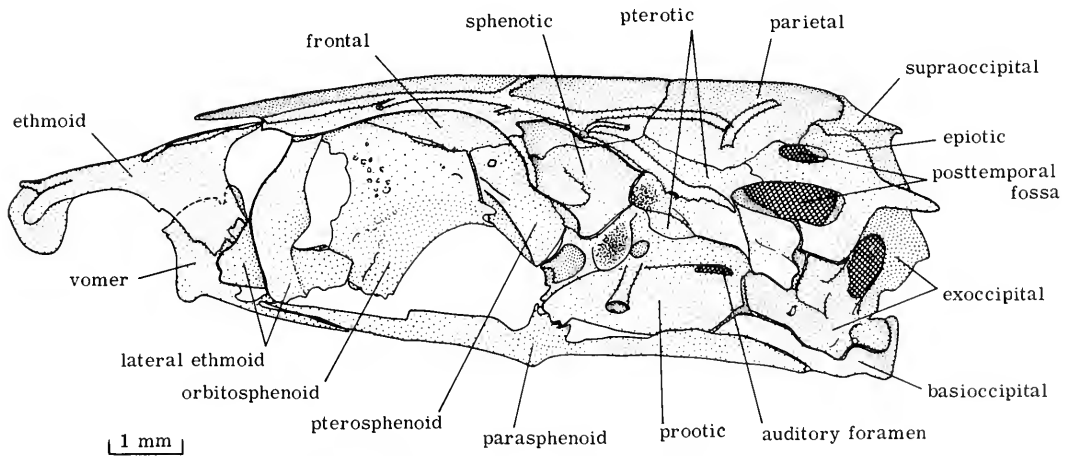 sphenotic
pterotic
parietal
frontal
supraoccipital
ethmoid
epiotic
posttemporal
fossa
vomer
exoccipital
lateral ethmoid
orbitosphenoid
basioccipital
pterosphenoid
parasphenoid
prootic
auditory foramen
1 mm